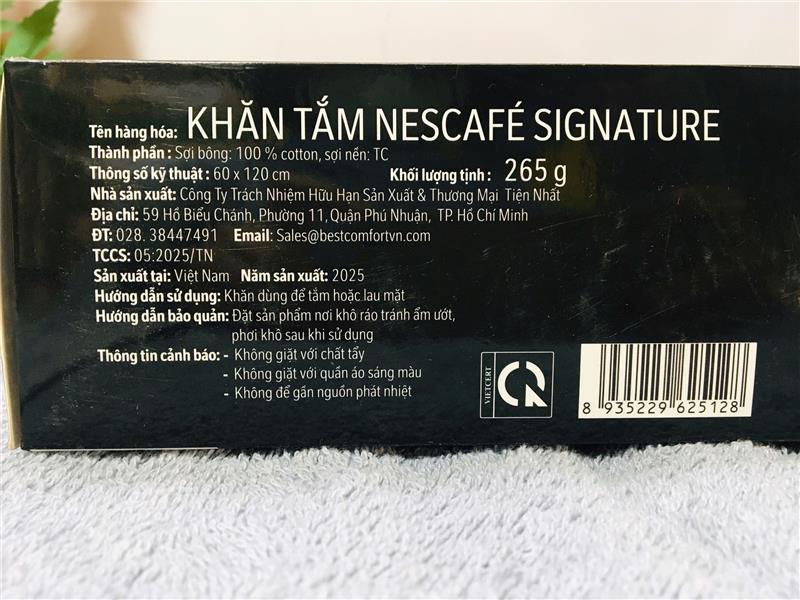 Tên hàng hóa: KHĂN TẮM NESCAFÉ SIGNATURE
Thành phần : Sợi bông: 100 % cotton, sợi nền: TC
Thông số kỹ thuật : 60 x 120 cm Khối lượng tịnh : 265 g
Nhà sản xuất: Công Ty Trách Nhiệm Hữu Hạn Sản Xuất & Thương Mại Tiện Nhất
Địa chỉ: 59 Hồ Biểu Chánh, Phường 11, Quận Phú Nhuận, TP. Hồ Chí Minh
ĐT: 028. 38447491 Email: Sales@bestcomfortvn.com
TCCS: 05:2025/TN
Sản xuất tại: Việt Nam Năm sản xuất: 2025
Hướng dẫn sử dụng: Khăn dùng để tắm hoặc lau mặt
Hướng dẫn bảo quản: Đặt sản phẩm nơi khô ráo tránh ẩm ướt,
phơi khô sau khi sử dụng
Thông tin cảnh báo: - Không giặt với chất tẩy
- Không giặt với quần áo sáng màu
- Không để gần nguồn phát nhiệt
VIETCERT
8 935229 625128